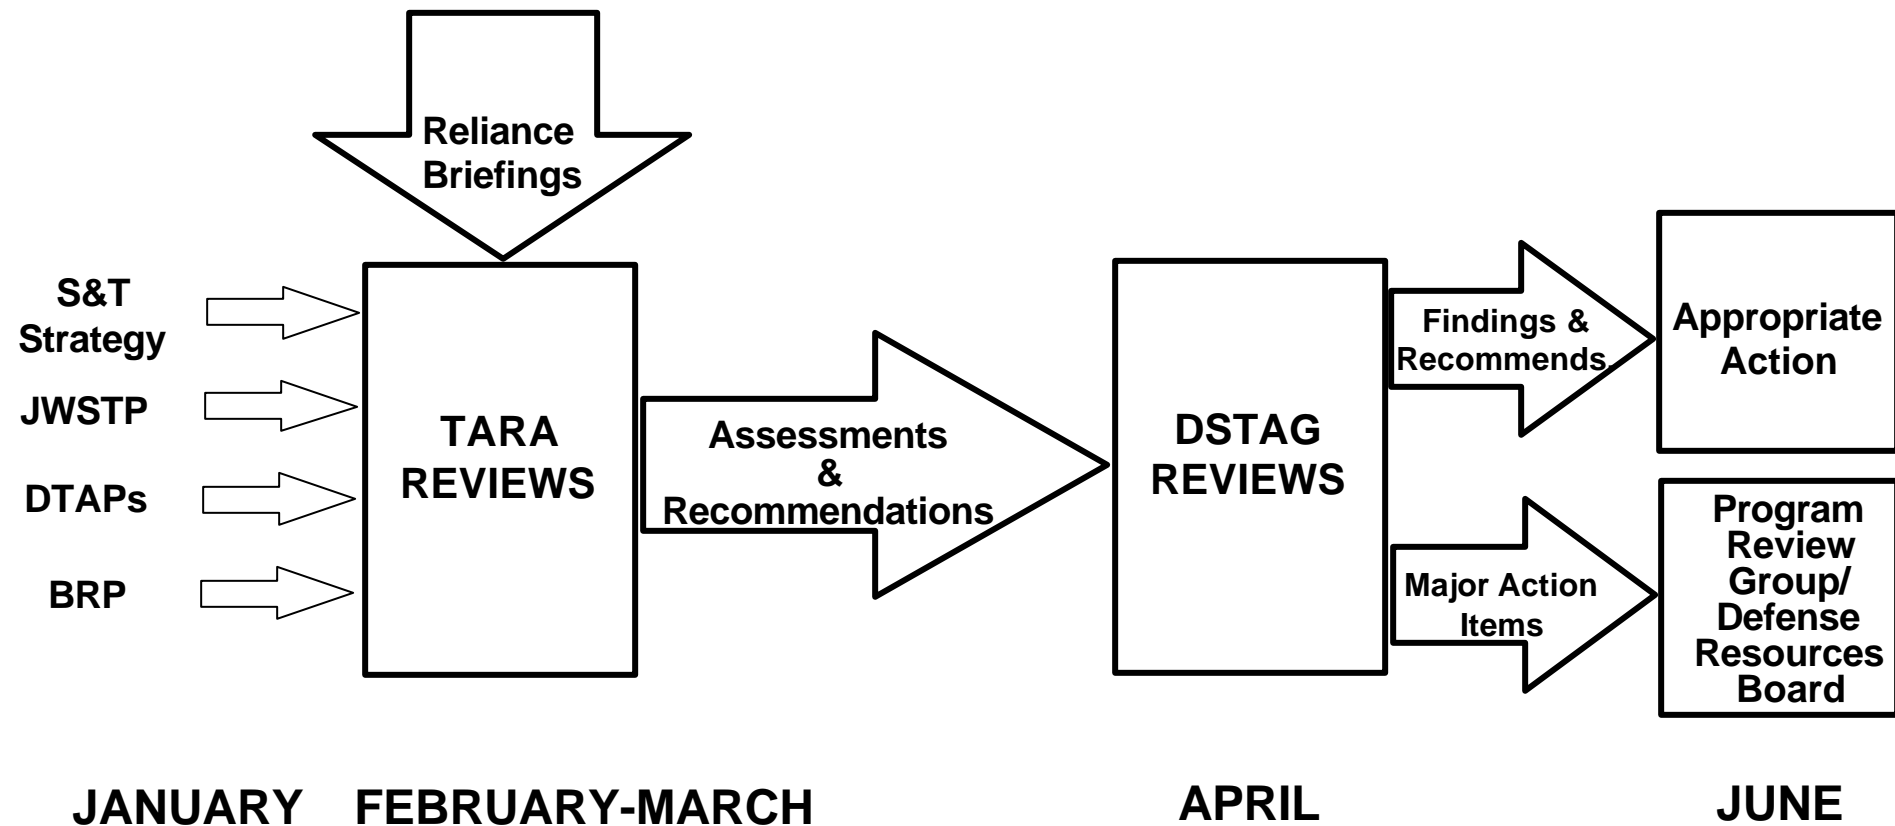 Reliance
Briefings
S&T
Strategy
JWSTP
DTAPs
BRP
TARA
REVIEWS
Assessments
&
Recommendations
DSTAG
REVIEWS
Findings &
Recommends.
Appropriate
Action
Major Action
Items
Program
Review
Group/
Defense
Resources
Board
JANUARY FEBRUARY-MARCH APRIL JUNE